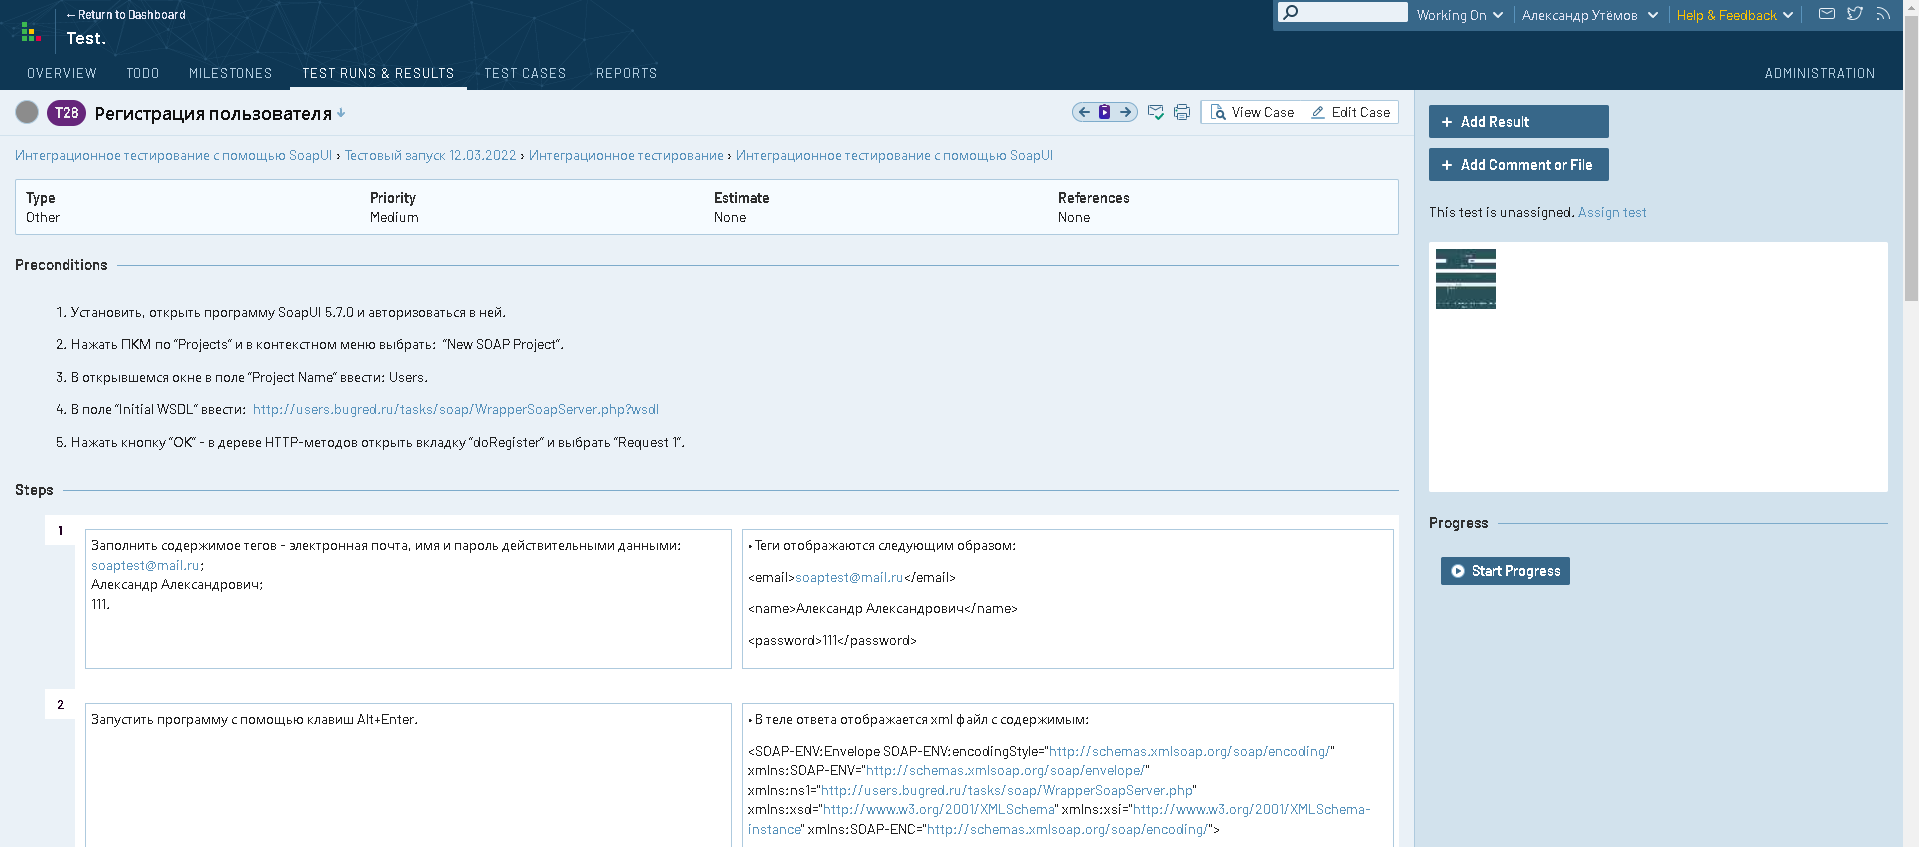 ← Return to Dashboard
Test.
Working On
Александр Утёмов
Help & Feedback
OVERVIEW TODO MILESTONES TEST RUNS & RESULTS TEST CASES REPORTS ADMINISTRATION
T28 Регистрация пользователя
View Case
Edit Case
Интеграционное тестирование с помощью SoapUI › Тестовый запуск 12.03.2022 › Интеграционное тестирование › Интеграционное тестирование с помощью SoapUI
Type Priority Estimate References
Other Medium None None
Preconditions
1. Установить, открыть программу SoapUI 5.7.0 и авторизоваться в ней.
2. Нажать ПКМ по “Projects” и в контекстном меню выбрать: “New SOAP Project”.
3. В открывшемся окне в поле “Project Name” ввести: Users.
4. В поле “Initial WSDL” ввести: http://users.bugred.ru/tasks/soap/WrapperSoapServer.php?wsdl
5. Нажать кнопку “ОК” - в дереве HTTP-методов открыть вкладку “doRegister” и выбрать “Request 1”.
Steps
1
Заполнить содержимое тегов - электронная почта, имя и пароль действительными данными:
soaptest@mail.ru;
Александр Александрович;
111.
• Теги отображаются следующим образом:
<email>soaptest@mail.ru</email>
<name>Александр Александрович</name>
<password>111</password>
2
Запустить программу с помощью клавиш Alt+Enter.
• В теле ответа отображается xml файл с содержимым:
<SOAP-ENV:Envelope SOAP-ENV:encodingStyle="http://schemas.xmlsoap.org/soap/encoding/"
xmlns:SOAP-ENV="http://schemas.xmlsoap.org/soap/envelope/"
xmlns:ns1="http://users.bugred.ru/tasks/soap/WrapperSoapServer.php"
xmlns:xsd="http://www.w3.org/2001/XMLSchema" xmlns:xsi="http://www.w3.org/2001/XMLSchema-
instance" xmlns:SOAP-ENC="http://schemas.xmlsoap.org/soap/encoding/">
+ Add Result
+ Add Comment or File
This test is unassigned. Assign test
Progress
Start Progress